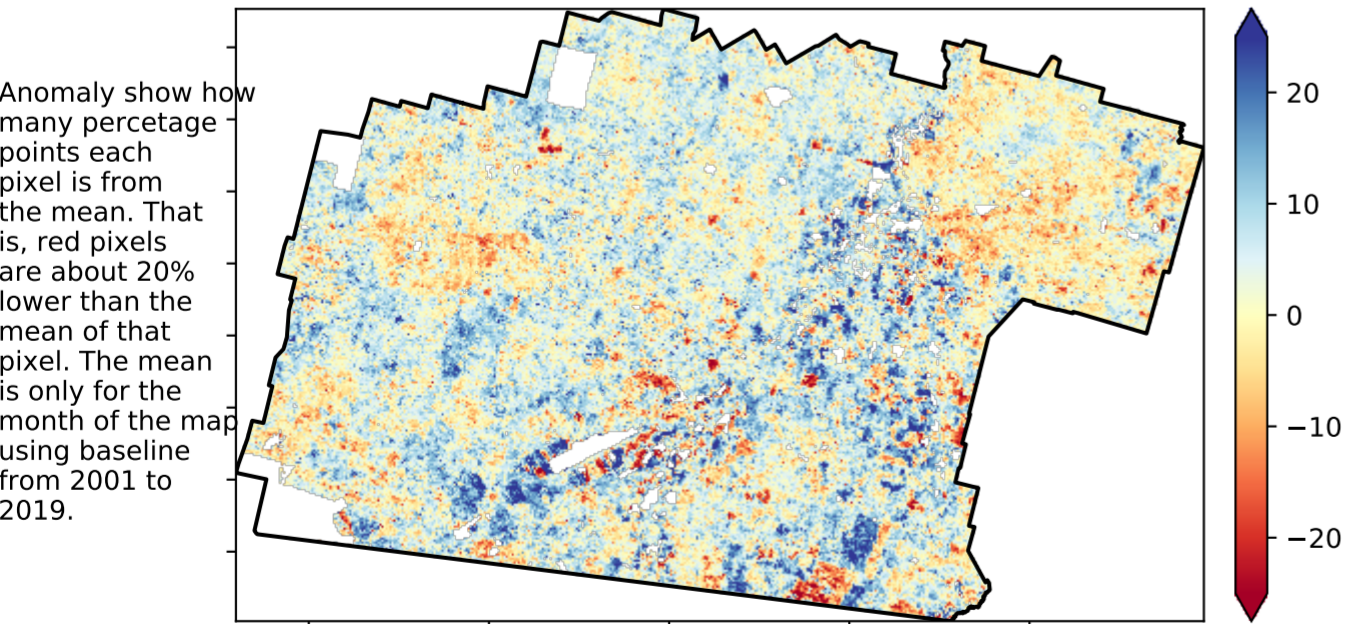 Anomaly show how
many percetage
points each
pixel is from
the mean. That
is, red pixels
are about 20%
lower than the
mean of that
pixel. The mean
is only for the
month of the map
using baseline
from 2001 to
2019.
20
10
0
−10
−20